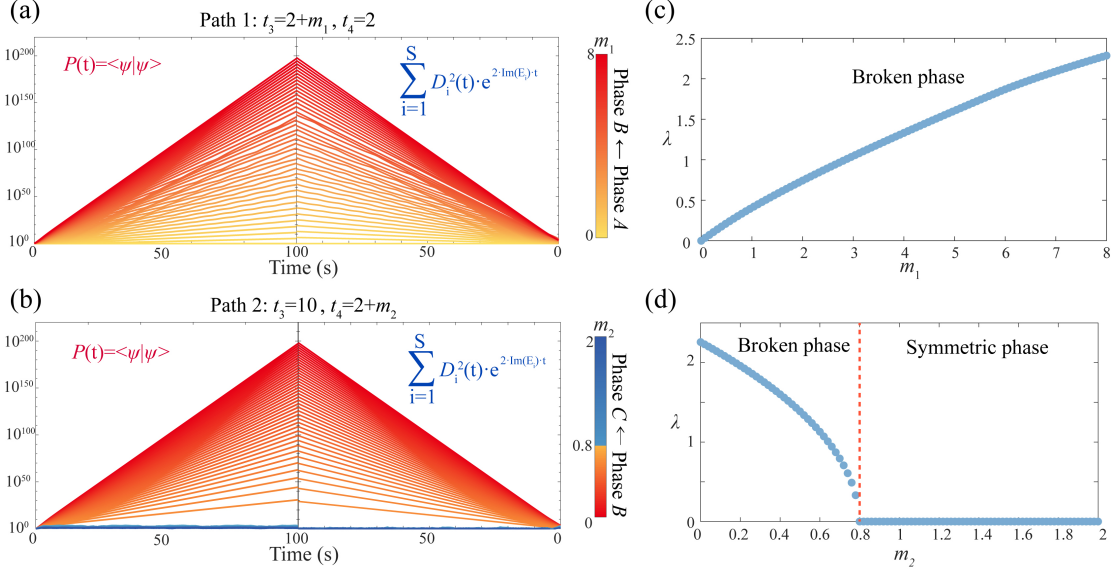 (a)
Path 1: t₃=2+m₁ , t₄=2
10²⁰⁰
10¹⁵⁰
10¹⁰⁰
10⁵⁰
10⁰
P(t)=<ψ|ψ>
S
∑ Dᵢ²(t)·e^{2·Im(Eᵢ)·t}
i=1
0 50 100 50 0
Time (s)
m₁
8
0
Phase B ← Phase A
(c)
2.5
2
1.5
1
0.5
0
λ
Broken phase
0 1 2 3 4 5 6 7 8
m₁
(b)
Path 2: t₃=10 , t₄=2+m₂
10²⁰⁰
10¹⁵⁰
10¹⁰⁰
10⁵⁰
10⁰
P(t)=<ψ|ψ>
S
∑ Dᵢ²(t)·e^{2·Im(Eᵢ)·t}
i=1
0 50 100 50 0
Time (s)
m₂
2
0.8
0
Phase C ← Phase B
(d)
2
1
0
λ
Broken phase
Symmetric phase
0 0.2 0.4 0.6 0.8 1 1.2 1.4 1.6 1.8 2
m₂